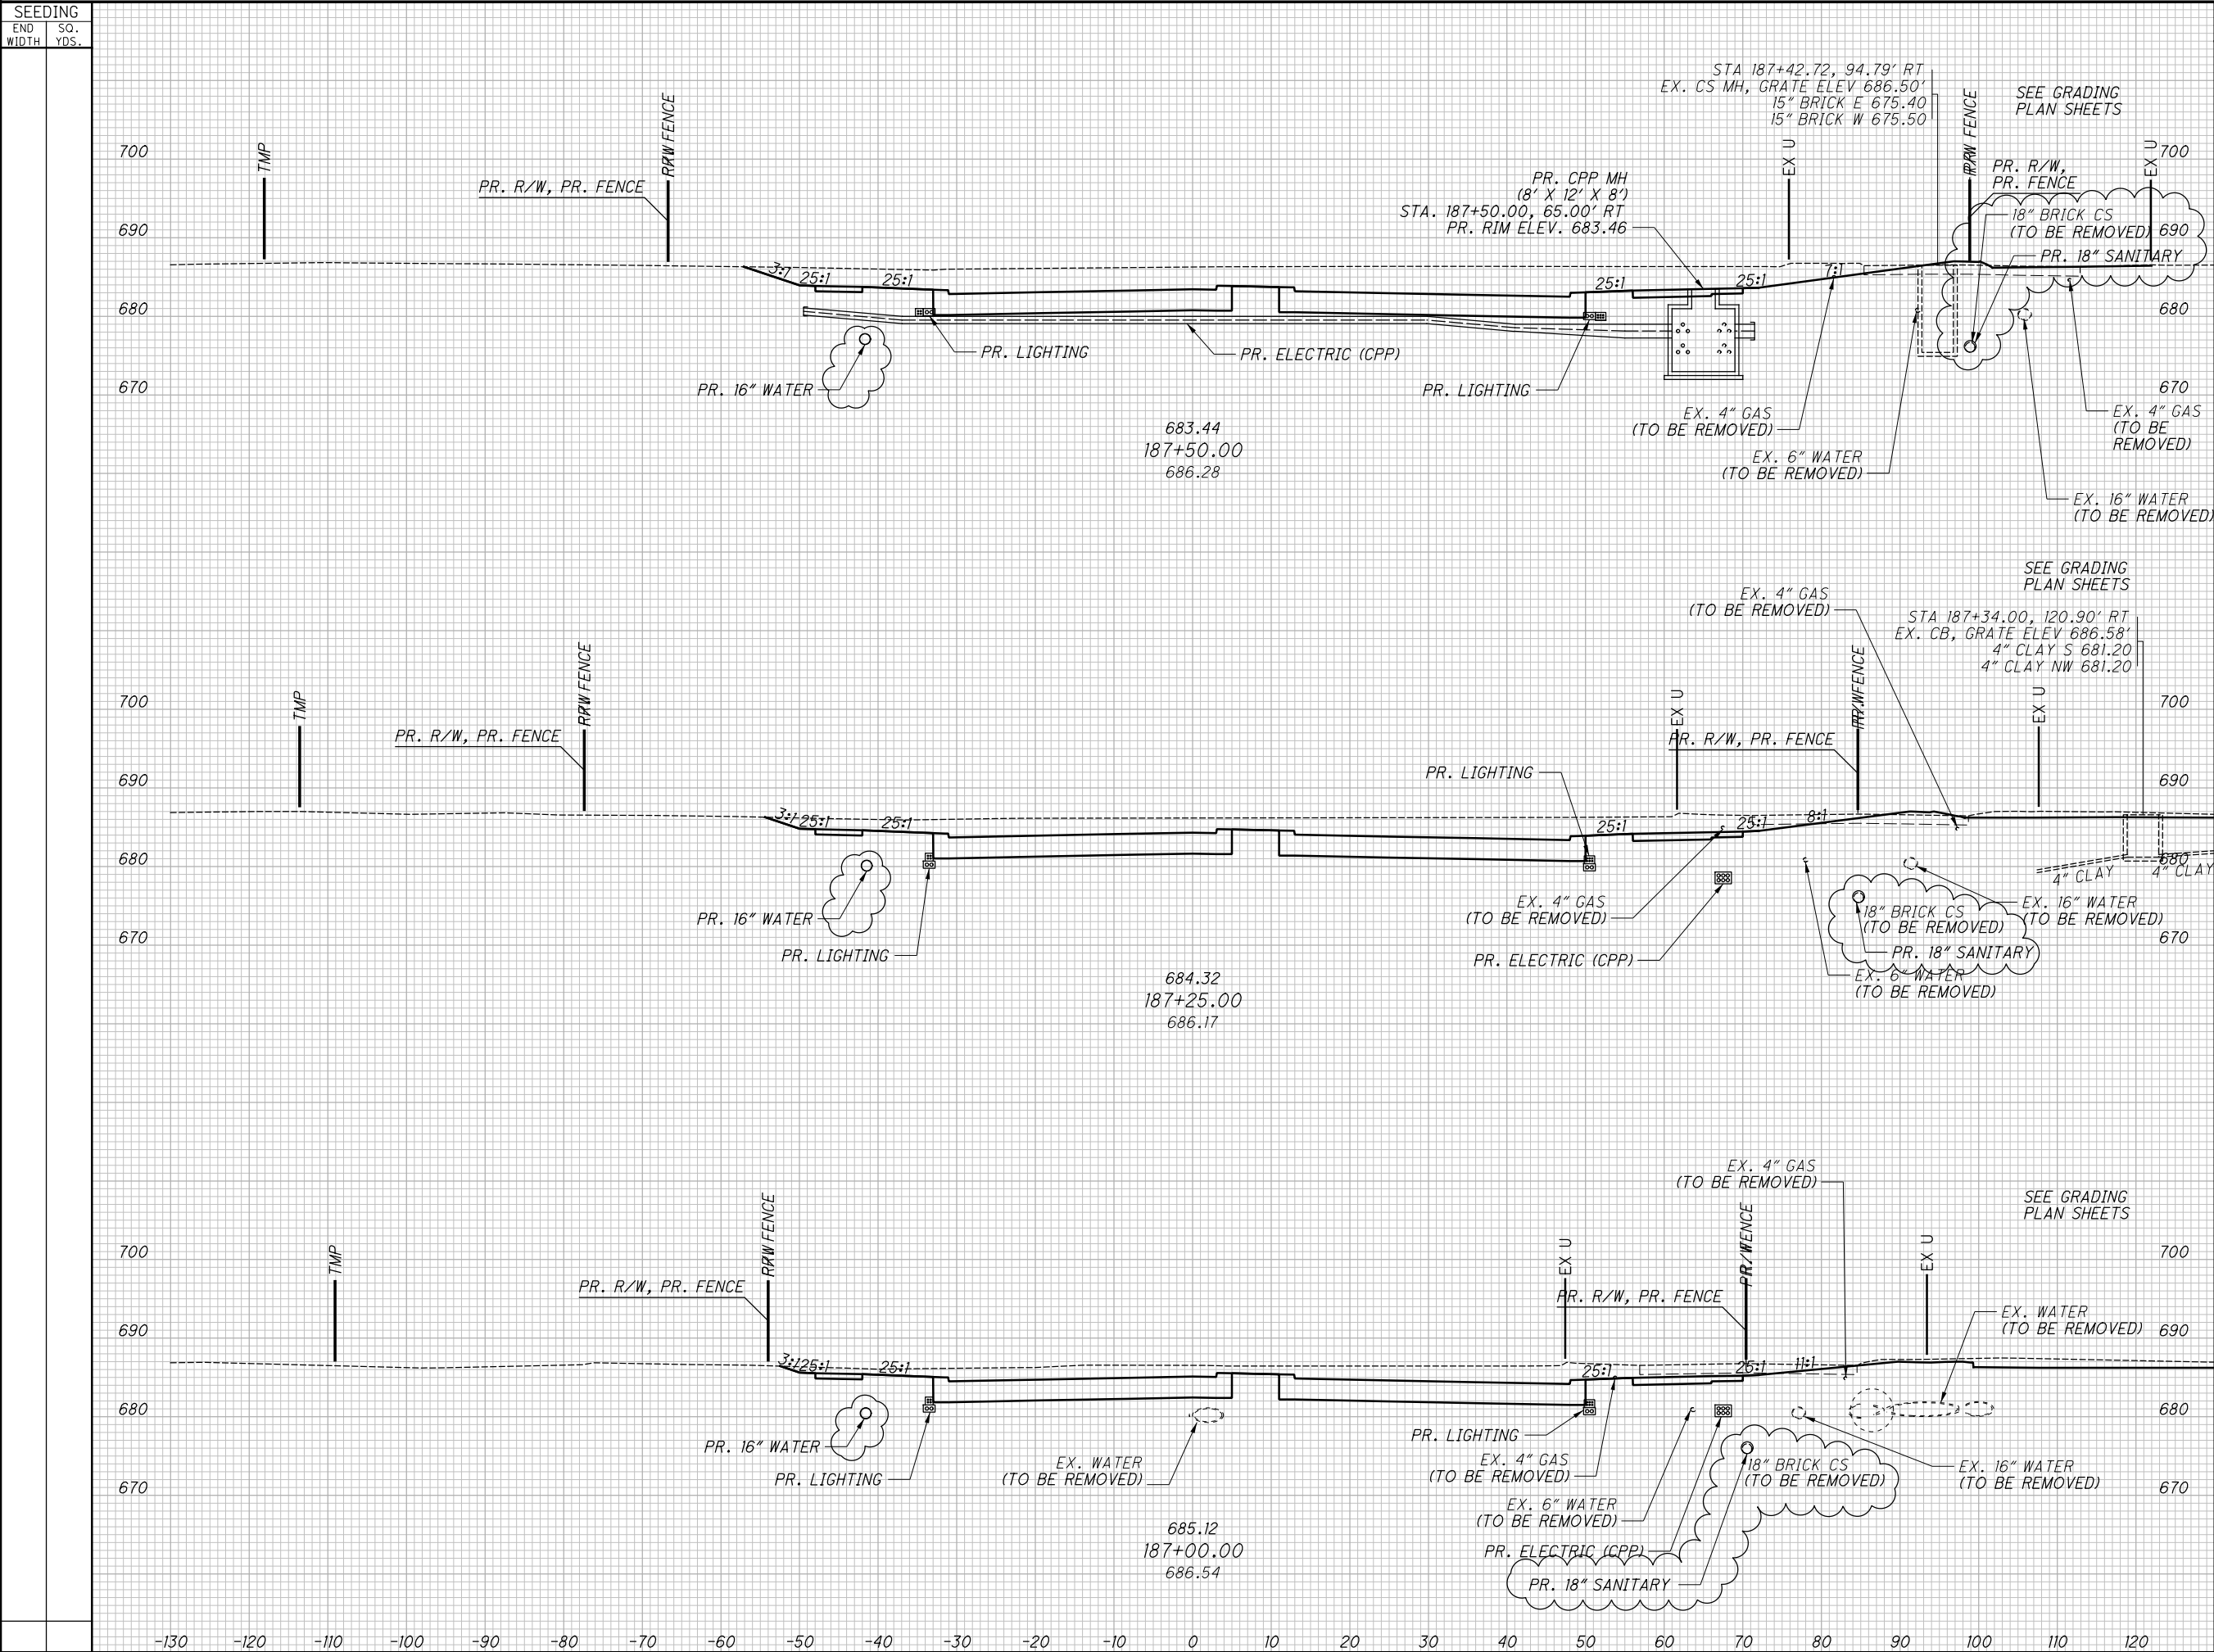 SEEDING
END WIDTH
SQ. YDS.
STA 187+42.72, 94.79' RT
EX. CS MH, GRATE ELEV 686.50'
15" BRICK E 675.40
15" BRICK W 675.50
SEE GRADING
PLAN SHEETS
TMP
FENCE
EX U
FENCE
EX U
700
700
PR. R/W, PR. FENCE
PR. CPP MH
(8' X 12' X 8')
STA. 187+50.00, 65.00' RT
PR. RIM ELEV. 683.46
PR. R/W,
PR. FENCE
18" BRICK CS
(TO BE REMOVED)
PR. 18" SANITARY
690
690
3:1
25:1
25:1
25:1
25:1
7:1
680
680
PR. LIGHTING
PR. ELECTRIC (CPP)
PR. 16" WATER
PR. LIGHTING
670
670
EX. 4" GAS
(TO BE REMOVED)
EX. 4" GAS
(TO BE
REMOVED)
683.44
187+50.00
686.28
EX. 6" WATER
(TO BE REMOVED)
EX. 16" WATER
(TO BE REMOVED)
SEE GRADING
PLAN SHEETS
EX. 4" GAS
(TO BE REMOVED)
STA 187+34.00, 120.90' RT
EX. CB, GRATE ELEV 686.58'
4" CLAY S 681.20
4" CLAY NW 681.20
TMP
FENCE
EX U
FENCE
EX U
700
700
PR. R/W, PR. FENCE
PR. R/W, PR. FENCE
PR. LIGHTING
690
690
3:1
25:1
25:1
25:1
25:1
8:1
680
680
4" CLAY
4" CLAY
PR. 16" WATER
EX. 4" GAS
(TO BE REMOVED)
18" BRICK CS
(TO BE REMOVED)
EX. 16" WATER
(TO BE REMOVED)
670
670
PR. LIGHTING
PR. ELECTRIC (CPP)
PR. 18" SANITARY
EX. 6" WATER
(TO BE REMOVED)
684.32
187+25.00
686.17
EX. 4" GAS
(TO BE REMOVED)
SEE GRADING
PLAN SHEETS
TMP
FENCE
EX U
EX U
700
700
PR. R/W, PR. FENCE
PR. R/W, PR. FENCE
EX. WATER
(TO BE REMOVED)
690
690
3:1
25:1
25:1
25:1
25:1
11:1
680
680
PR. 16" WATER
PR. LIGHTING
EX. WATER
(TO BE REMOVED)
PR. LIGHTING
EX. 4" GAS
(TO BE REMOVED)
18" BRICK CS
(TO BE REMOVED)
EX. 16" WATER
(TO BE REMOVED)
670
670
EX. 6" WATER
(TO BE REMOVED)
PR. ELECTRIC (CPP)
PR. 18" SANITARY
685.12
187+00.00
686.54
-130 -120 -110 -100 -90 -80 -70 -60 -50 -40 -30 -20 -10 0 10 20 30 40 50 60 70 80 90 100 110 120